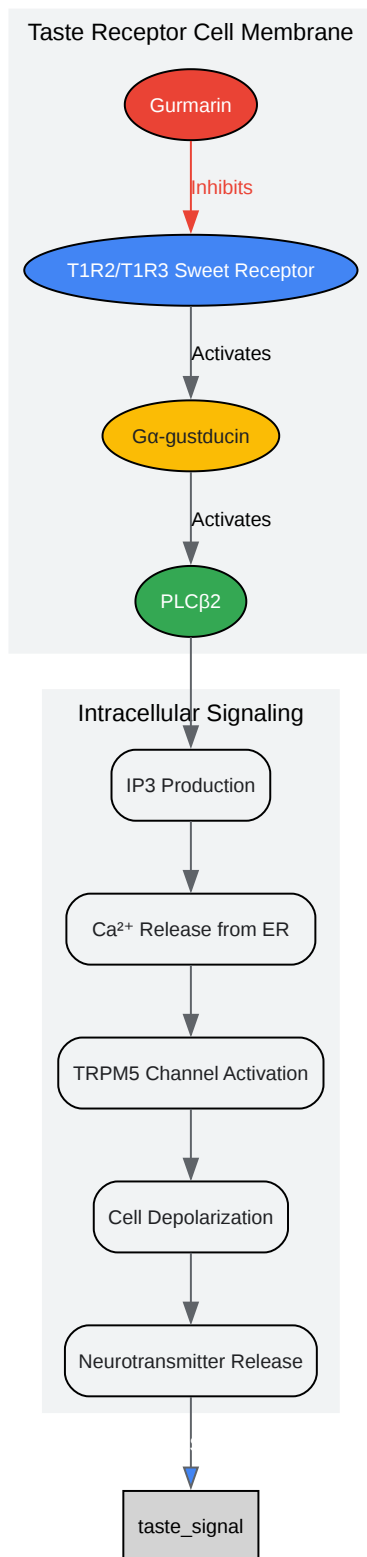 Taste Receptor Cell Membrane
Gurmarin
Inhibits
T1R2/T1R3 Sweet Receptor
Activates
Gα-gustducin
Activates
PLCβ2
Intracellular Signaling
IP3 Production
Ca²⁺ Release from ER
TRPM5 Channel Activation
Cell Depolarization
Neurotransmitter Release
taste_signal